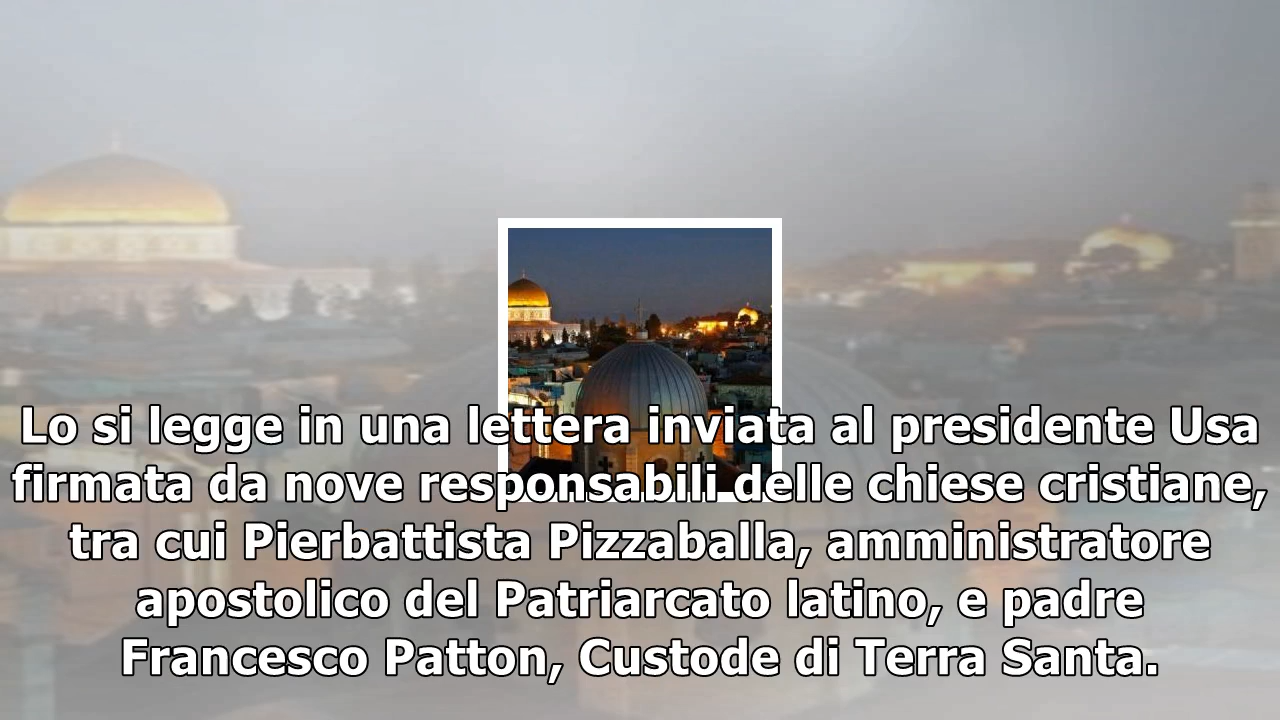 Lo si legge in una lettera inviata al presidente Usa
firmata da nove responsabili delle chiese cristiane,
tra cui Pierbattista Pizzaballa, amministratore
apostolico del Patriarcato latino, e padre
Francesco Patton, Custode di Terra Santa.